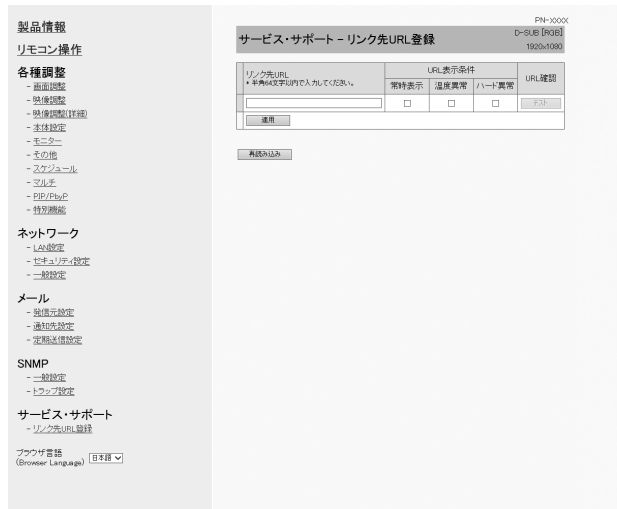 製品情報
リモコン操作
各種調整
- 画面調整
- 映像調整
- 映像調整(詳細)
- 本体設定
- モニター
- その他
- スケジュール
- マルチ
- PIP/PbyP
- 特別機能
ネットワーク
- LAN設定
- セキュリティ設定
- 一般設定
メール
- 発信元設定
- 通知先設定
- 定期送信設定
SNMP
- 一般設定
- トラップ設定
サービス・サポート
- リンク先URL登録
ブラウザ言語
(Browser Language) 日本語
PN-XXXX
サービス・サポート - リンク先URL登録
D-SUB [RGB]
1920x1080
リンク先URL
* 半角64文字以内で入力してください。
URL表示条件
URL確認
常時表示 温度異常 ハード異常
テスト
適用
再読み込み